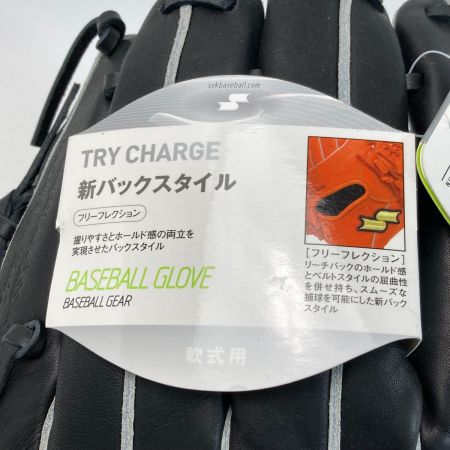 sskbaseball.com
TRY CHARGE
新バックスタイル
フリーフレクション
握りやすさとホールド感の両立を
実現させたバックスタイル
BASEBALL GLOVE
BASEBALL GEAR
[フリーフレクション]
リーチバックのホールド感
とベルトスタイルの屈曲性
を併せ持ち、スムーズな
捕球を可能にした新バック
スタイル
軟式用